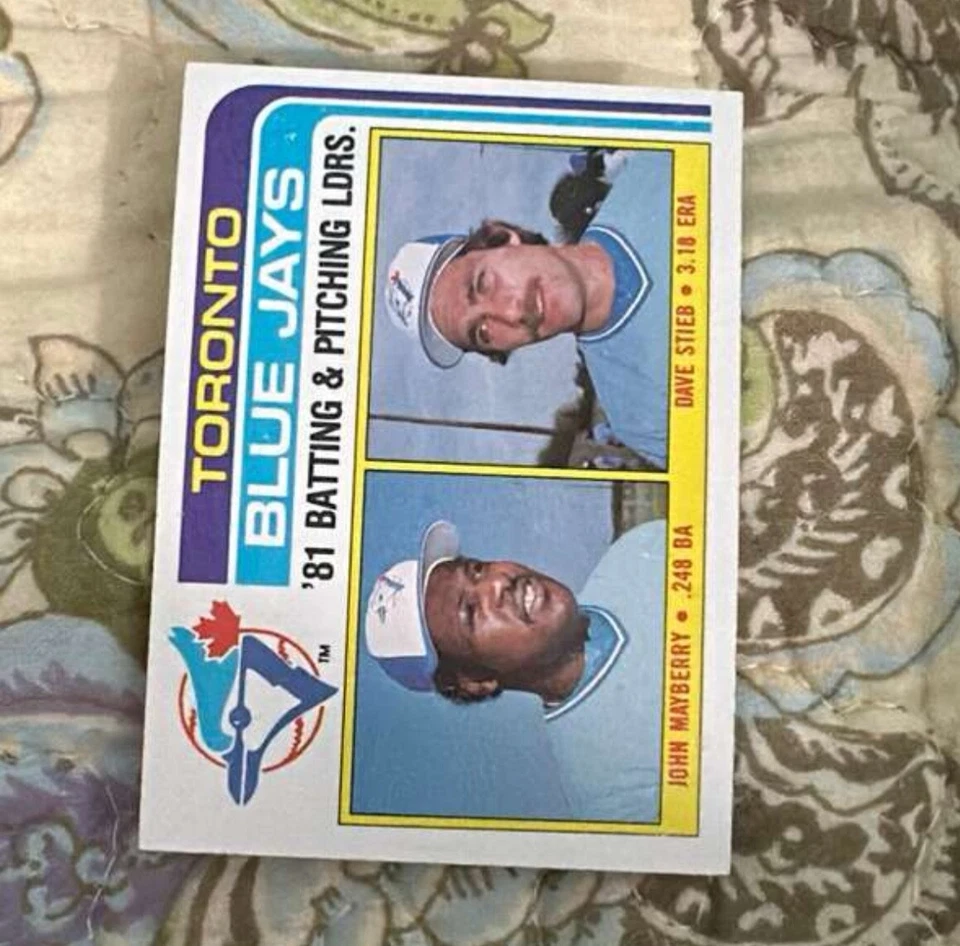 TORONTO
BLUE JAYS
'81 BATTING & PITCHING LDRS.
TM
JOHN MAYBERRY • .248 BA
DAVE STIEB • 3.18 ERA